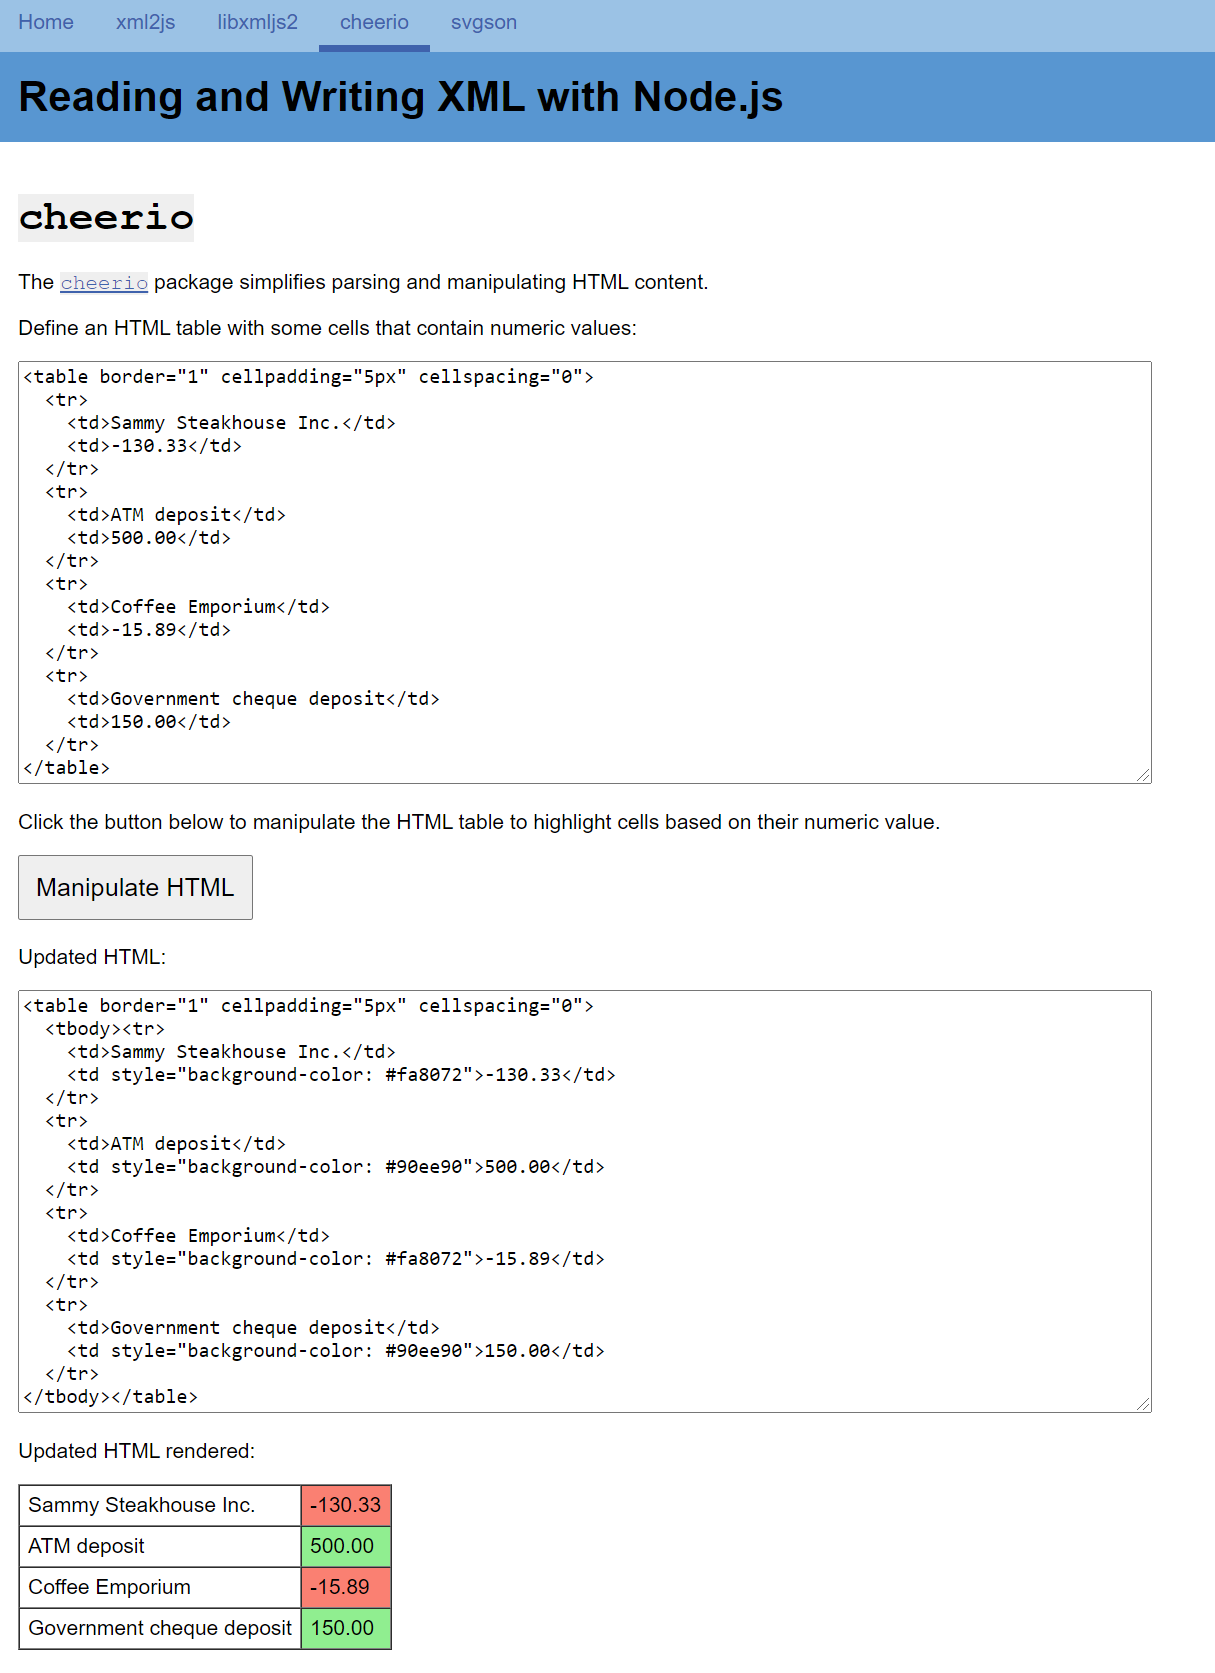 Home xml2js libxmljs2 cheerio svgson
Reading and Writing XML with Node.js
cheerio
The cheerio package simplifies parsing and manipulating HTML content.
Define an HTML table with some cells that contain numeric values:
<table border="1" cellpadding="5px" cellspacing="0">
  <tr>
    <td>Sammy Steakhouse Inc.</td>
    <td>-130.33</td>
  </tr>
  <tr>
    <td>ATM deposit</td>
    <td>500.00</td>
  </tr>
  <tr>
    <td>Coffee Emporium</td>
    <td>-15.89</td>
  </tr>
  <tr>
    <td>Government cheque deposit</td>
    <td>150.00</td>
  </tr>
</table>
Click the button below to manipulate the HTML table to highlight cells based on their numeric value.
Manipulate HTML
Updated HTML:
<table border="1" cellpadding="5px" cellspacing="0">
  <tbody><tr>
    <td>Sammy Steakhouse Inc.</td>
    <td style="background-color: #fa8072">-130.33</td>
  </tr>
  <tr>
    <td>ATM deposit</td>
    <td style="background-color: #90ee90">500.00</td>
  </tr>
  <tr>
    <td>Coffee Emporium</td>
    <td style="background-color: #fa8072">-15.89</td>
  </tr>
  <tr>
    <td>Government cheque deposit</td>
    <td style="background-color: #90ee90">150.00</td>
  </tr>
</tbody></table>
Updated HTML rendered:
Sammy Steakhouse Inc. -130.33
ATM deposit 500.00
Coffee Emporium -15.89
Government cheque deposit 150.00